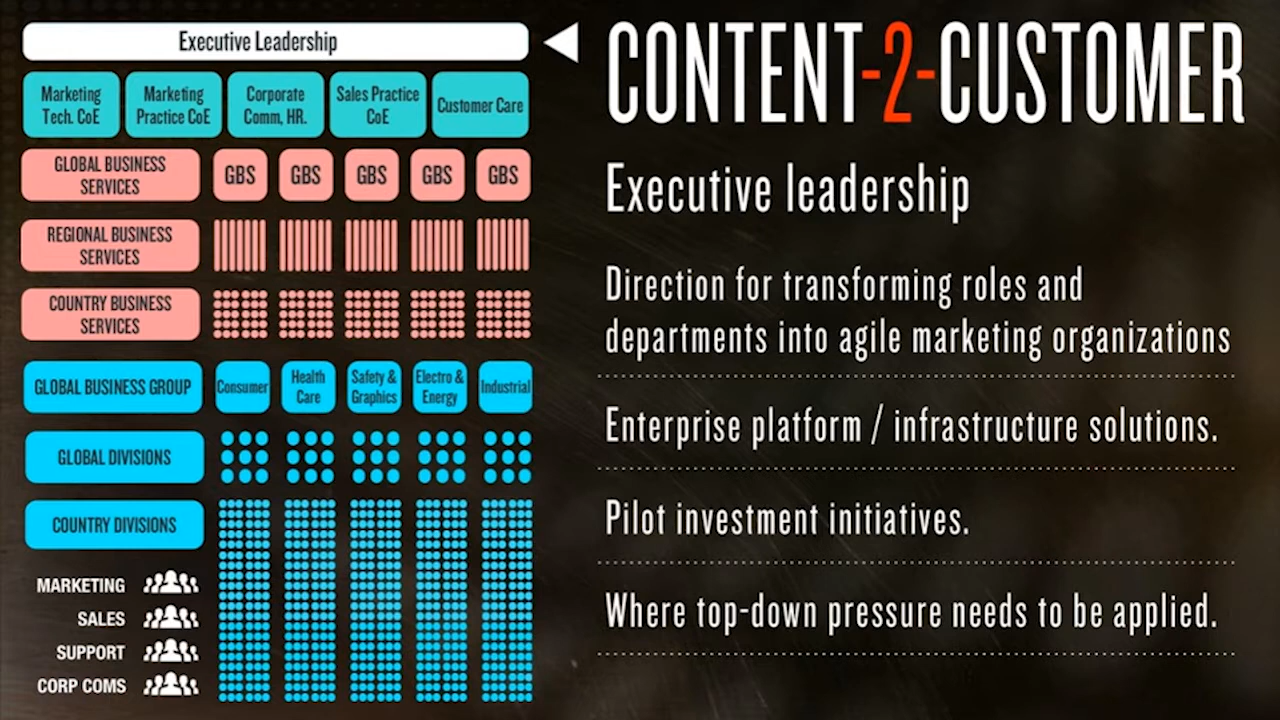 Executive Leadership
Marketing
Tech. CoE
Marketing
Practice CoE
Corporate
Comm, HR.
Sales Practice
CoE
Customer Care
GLOBAL BUSINESS
SERVICES
GBS
GBS
GBS
GBS
GBS
REGIONAL BUSINESS
SERVICES
COUNTRY BUSINESS
SERVICES
GLOBAL BUSINESS GROUP
Consumer
Health
Care
Safety &
Graphics
Electro &
Energy
Industrial
GLOBAL DIVISIONS
COUNTRY DIVISIONS
MARKETING
SALES
SUPPORT
CORP COMS
CONTENT-2-CUSTOMER
Executive leadership
Direction for transforming roles and
departments into agile marketing organizations
Enterprise platform / infrastructure solutions.
Pilot investment initiatives.
Where top-down pressure needs to be applied.